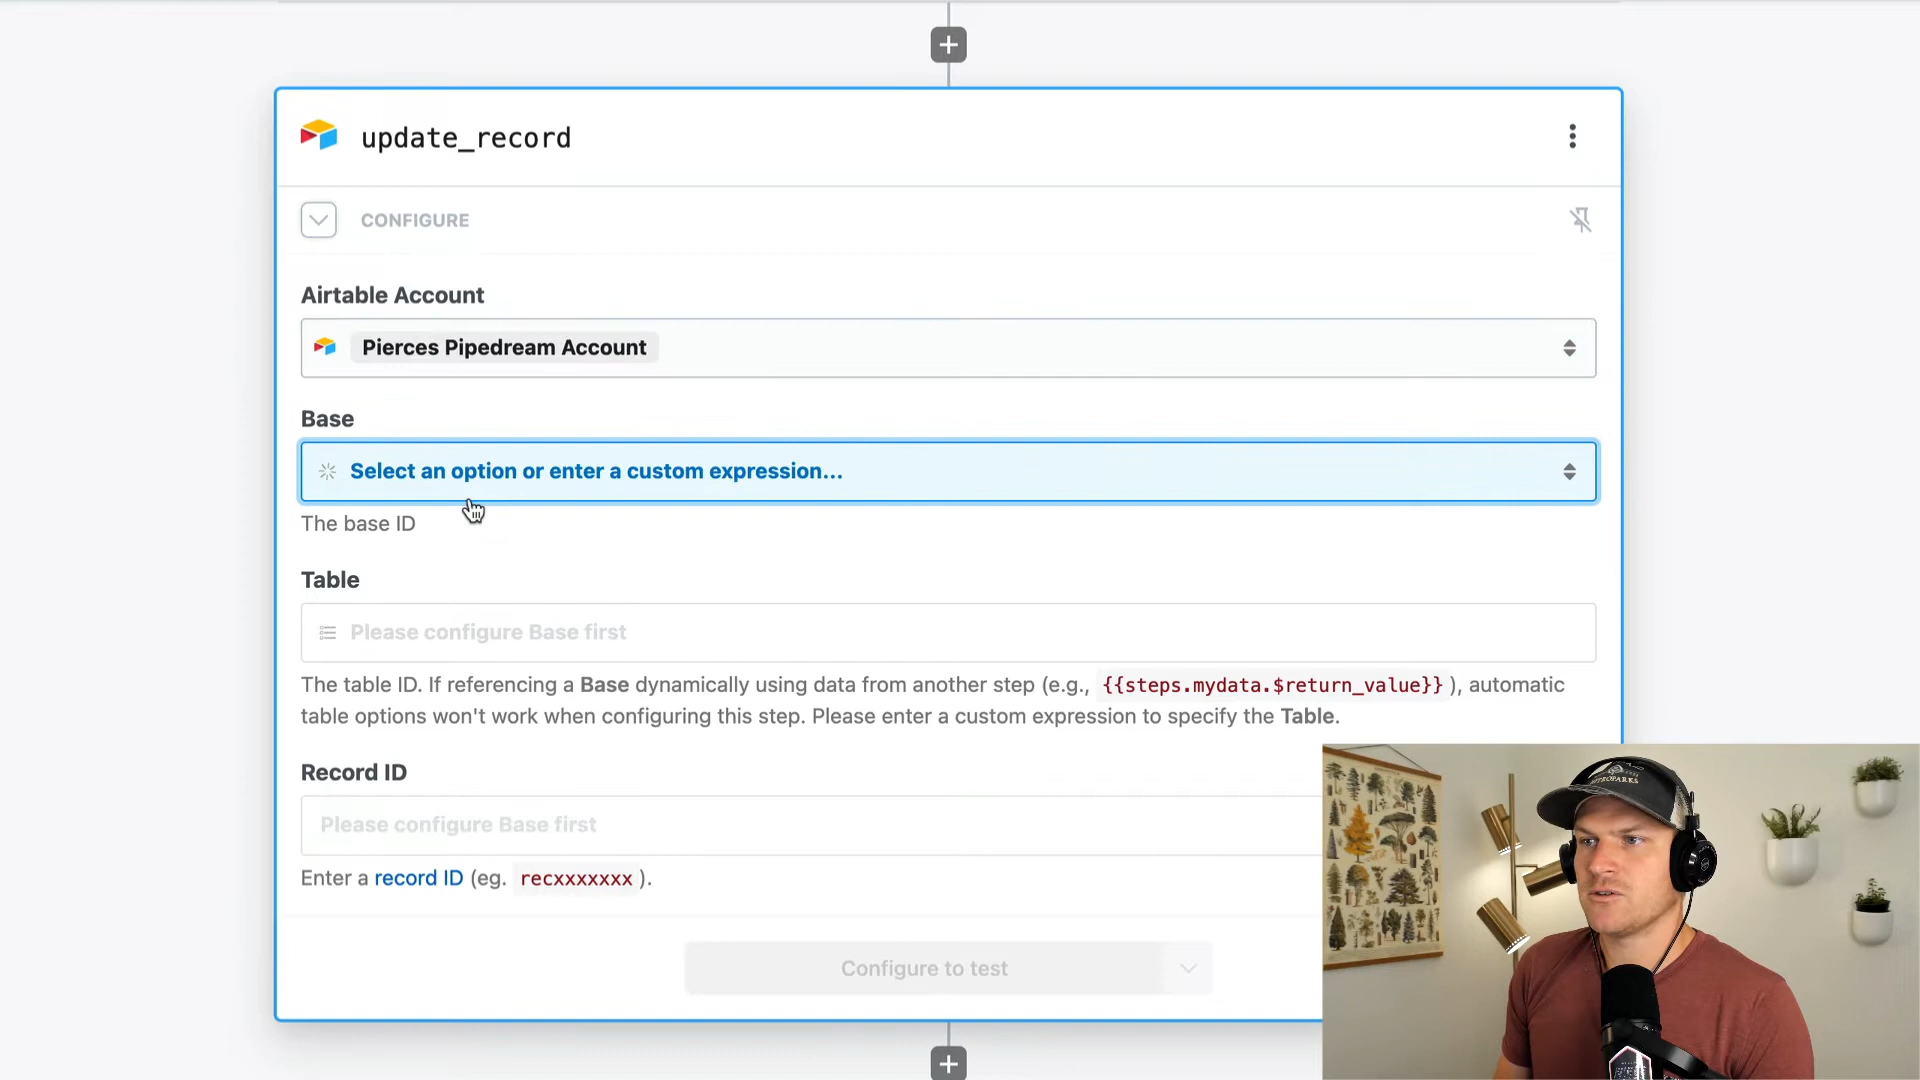 update_record
CONFIGURE
Airtable Account
Pierces Pipedream Account
Base
Select an option or enter a custom expression...
The base ID
Table
Please configure Base first
The table ID. If referencing a Base dynamically using data from another step (e.g., {{steps.mydata.$return_value}} ), automatic
table options won't work when configuring this step. Please enter a custom expression to specify the Table.
Record ID
Please configure Base first
Enter a record ID (eg. recxxxxxxx ).
Configure to test